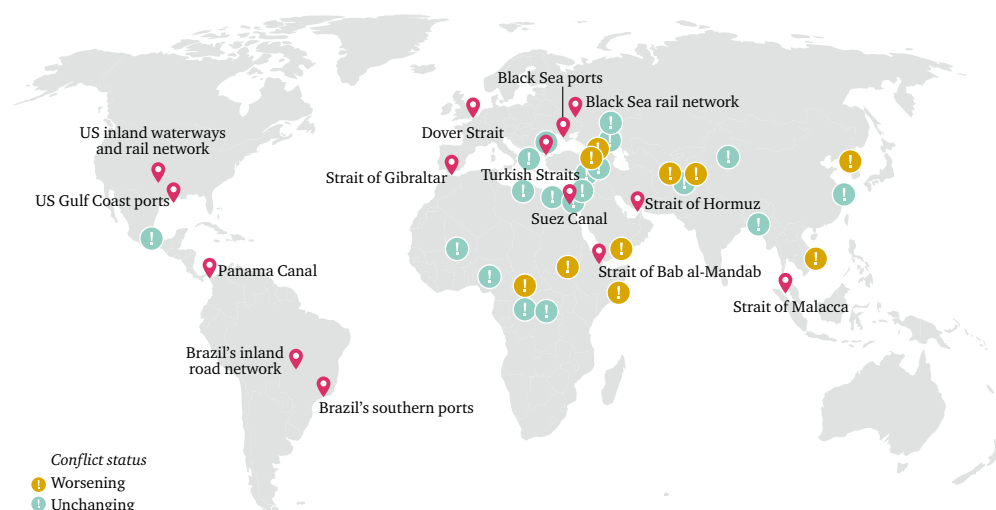 Black Sea ports
Black Sea rail network
US inland waterways
and rail network
Dover Strait
Strait of Gibraltar
Turkish Straits
US Gulf Coast ports
Strait of Hormuz
Suez Canal
Panama Canal
Strait of Bab al-Mandab
Strait of Malacca
Brazil's inland
road network
Brazil's southern ports
Conflict status
Worsening
Unchanging